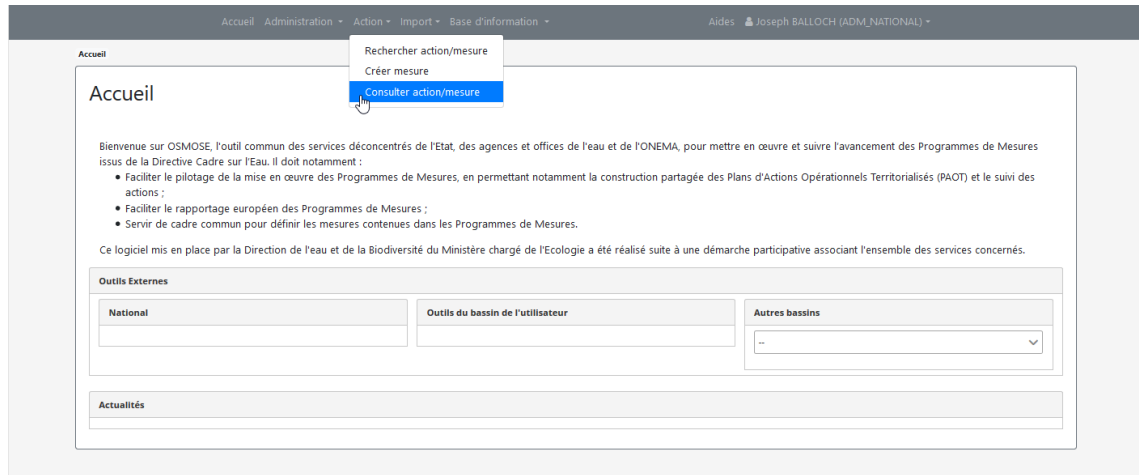 Accueil Administration Action Import Base d'information Aides Joseph BALLOCH (ADM_NATIONAL)
Rechercher action/mesure
Créer mesure
Consulter action/mesure
Accueil
Accueil
Bienvenue sur OSMOSE, l'outil commun des services déconcentrés de l'Etat, des agences et offices de l'eau et de l'ONEMA, pour mettre en œuvre et suivre l'avancement des Programmes de Mesures
issus de la Directive Cadre sur l'Eau. Il doit notamment :
• Faciliter le pilotage de la mise en œuvre des Programmes de Mesures, en permettant notamment la construction partagée des Plans d'Actions Opérationnels Territorialisés (PAOT) et le suivi des
actions ;
• Faciliter le rapportage européen des Programmes de Mesures ;
• Servir de cadre commun pour définir les mesures contenues dans les Programmes de Mesures.
Ce logiciel mis en place par la Direction de l'eau et de la Biodiversité du Ministère chargé de l'Ecologie a été réalisé suite à une démarche participative associant l'ensemble des services concernés.
Outils Externes
National Outils du bassin de l'utilisateur Autres bassins
--
Actualités